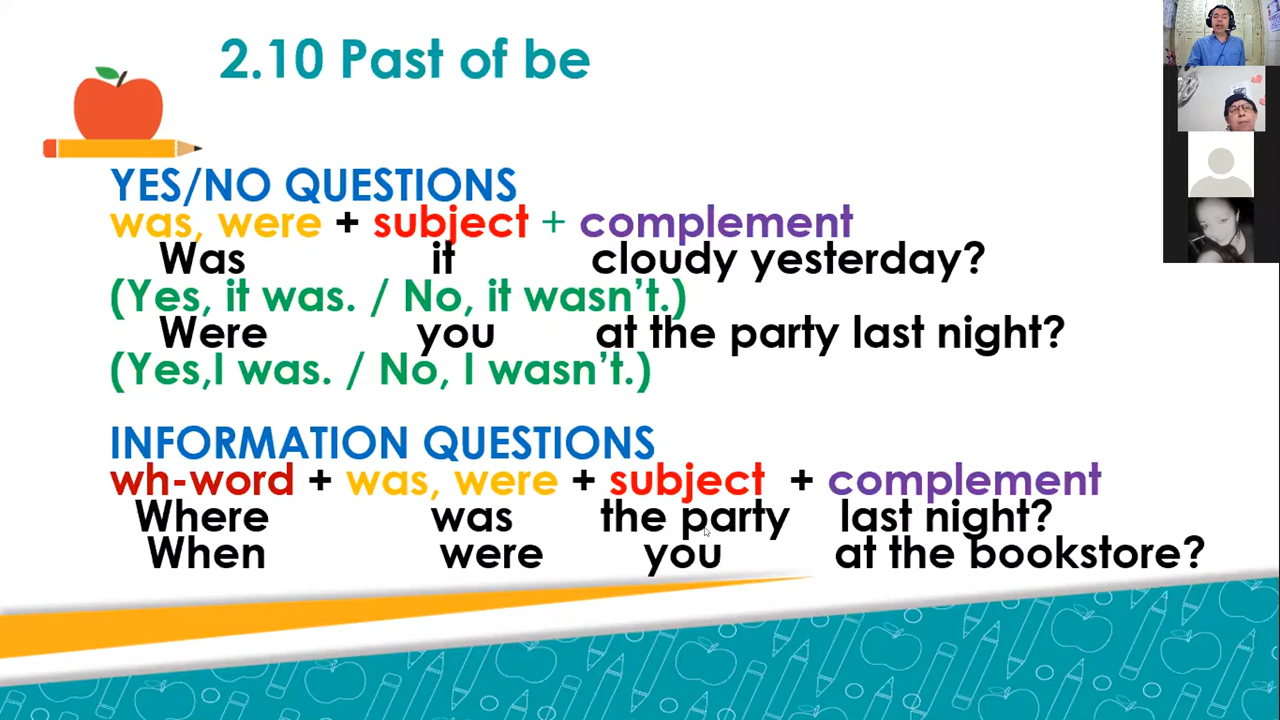 2.10 Past of be
YES/NO QUESTIONS
was, were + subject + complement
Was it cloudy yesterday?
(Yes, it was. / No, it wasn’t.)
Were you at the party last night?
(Yes,I was. / No, I wasn’t.)
INFORMATION QUESTIONS
wh-word + was, were + subject + complement
Where was the party last night?
When were you at the bookstore?